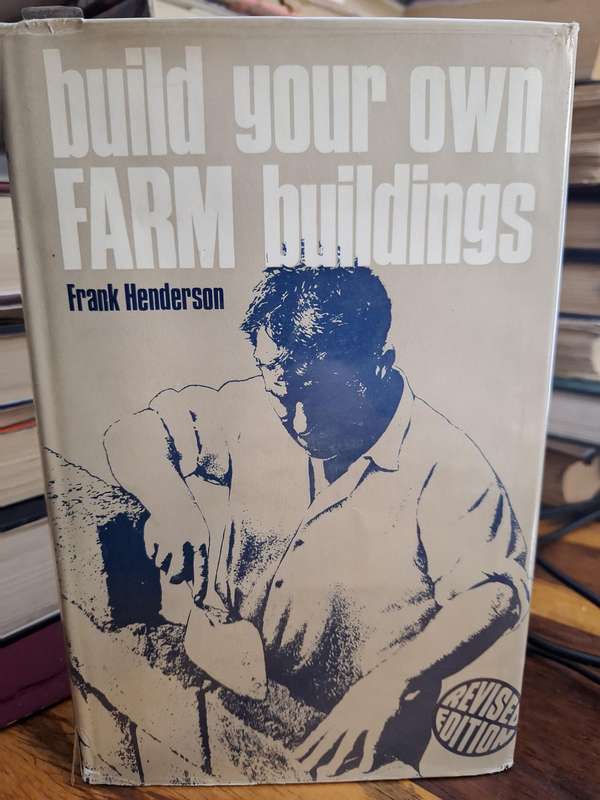 build your own
FARM buildings
Frank Henderson
REVISED
EDITION